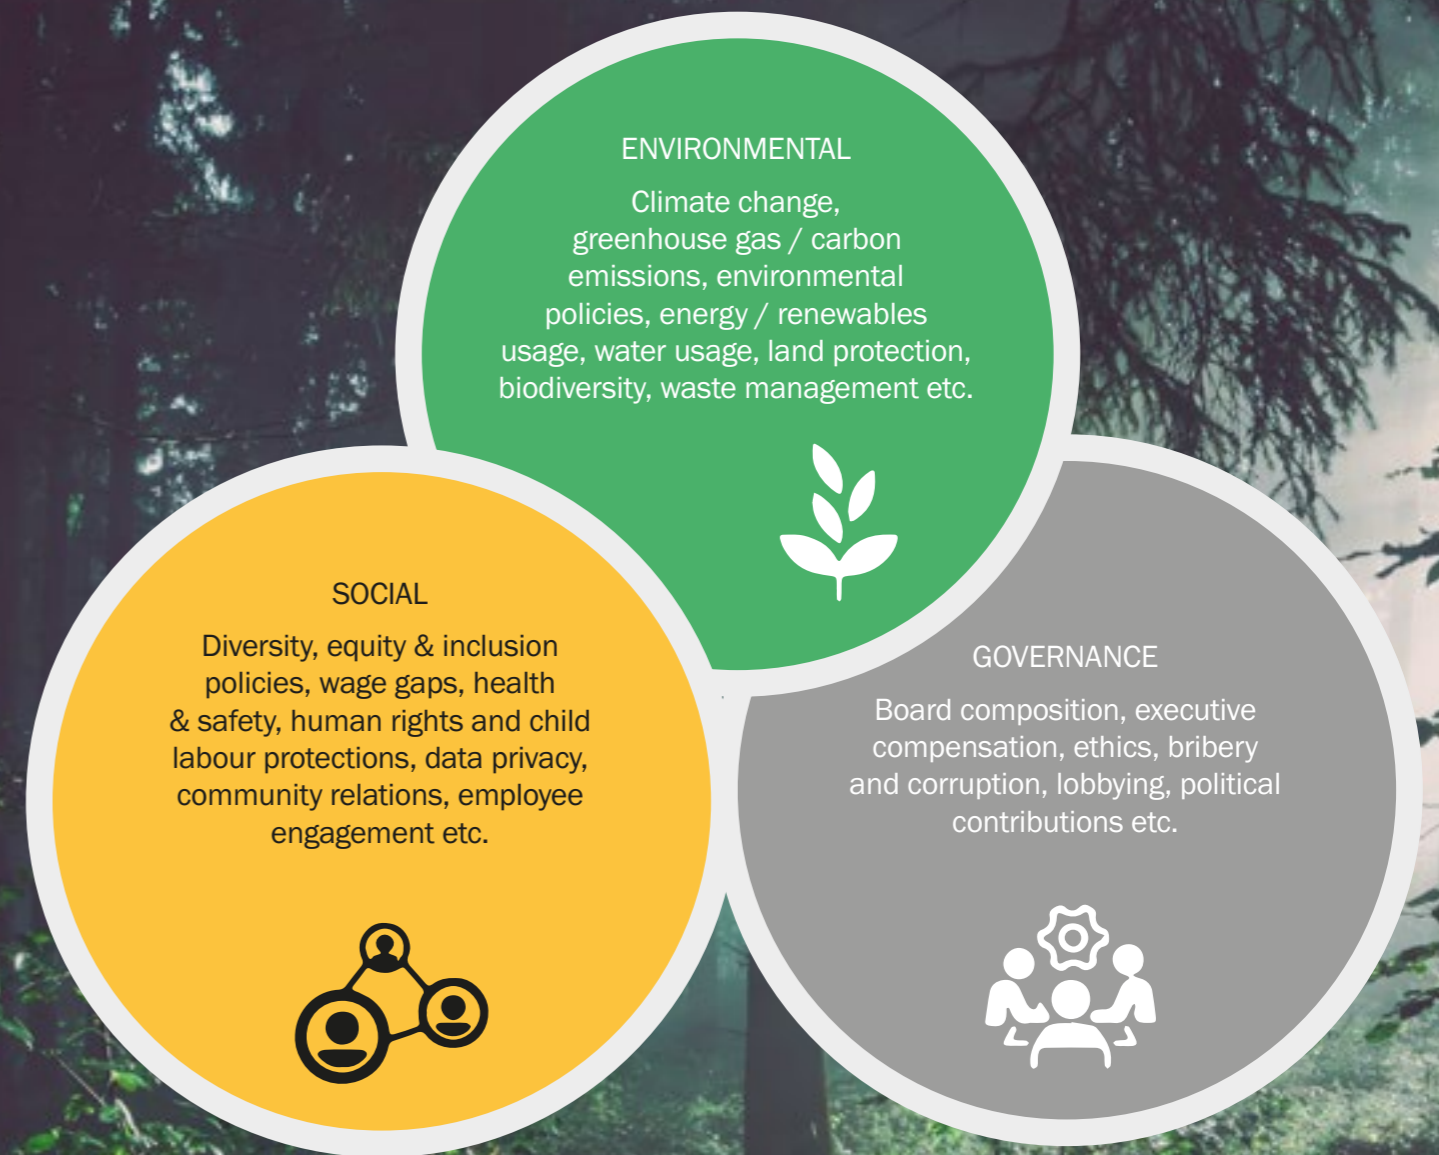 ENVIRONMENTAL
Climate change,
greenhouse gas / carbon
emissions, environmental
policies, energy / renewables
usage, water usage, land protection,
biodiversity, waste management etc.
SOCIAL
Diversity, equity & inclusion
policies, wage gaps, health
& safety, human rights and child
labour protections, data privacy,
community relations, employee
engagement etc.
GOVERNANCE
Board composition, executive
compensation, ethics, bribery
and corruption, lobbying, political
contributions etc.